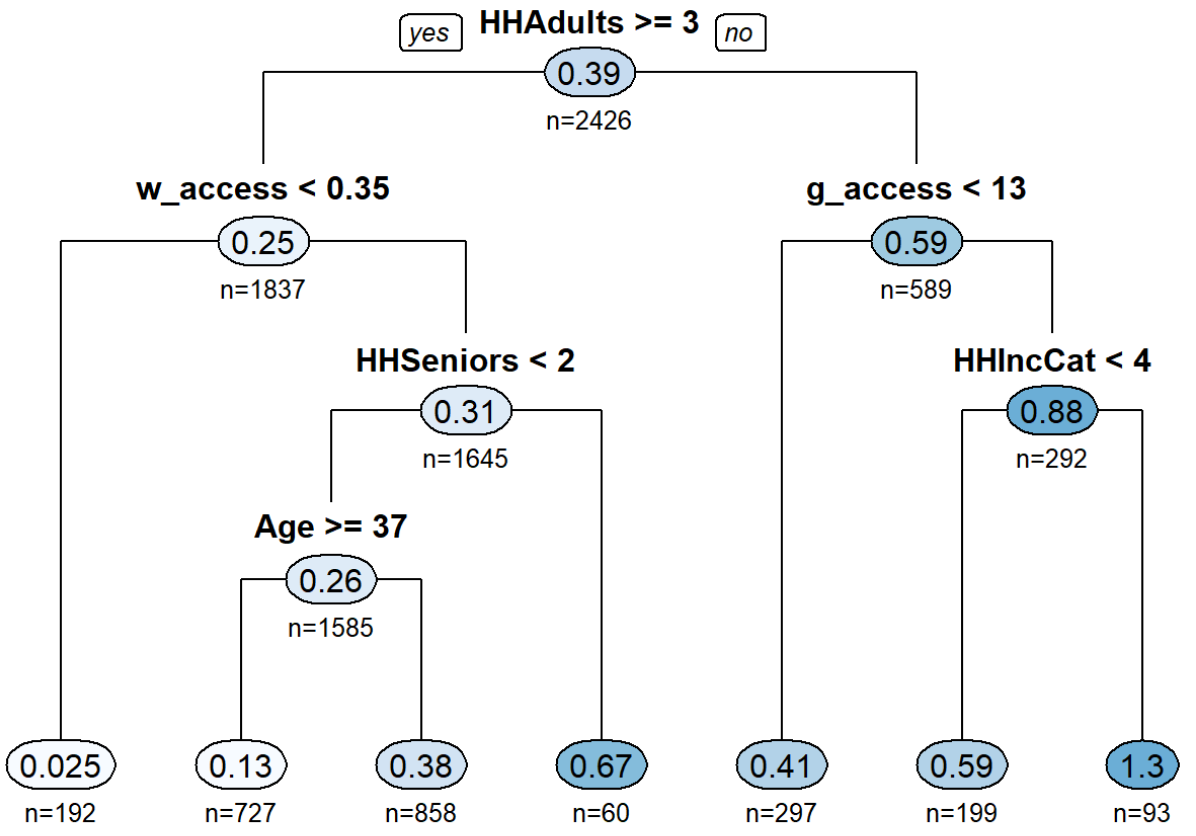 yes HHAdults >= 3 no
0.39
n=2426
w_access < 0.35 g_access < 13
0.25 0.59
n=1837 n=589
HHSeniors < 2 HHIncCat < 4
0.31 0.88
n=1645 n=292
Age >= 37
0.26
n=1585
0.025 0.13 0.38 0.67 0.41 0.59 1.3
n=192 n=727 n=858 n=60 n=297 n=199 n=93